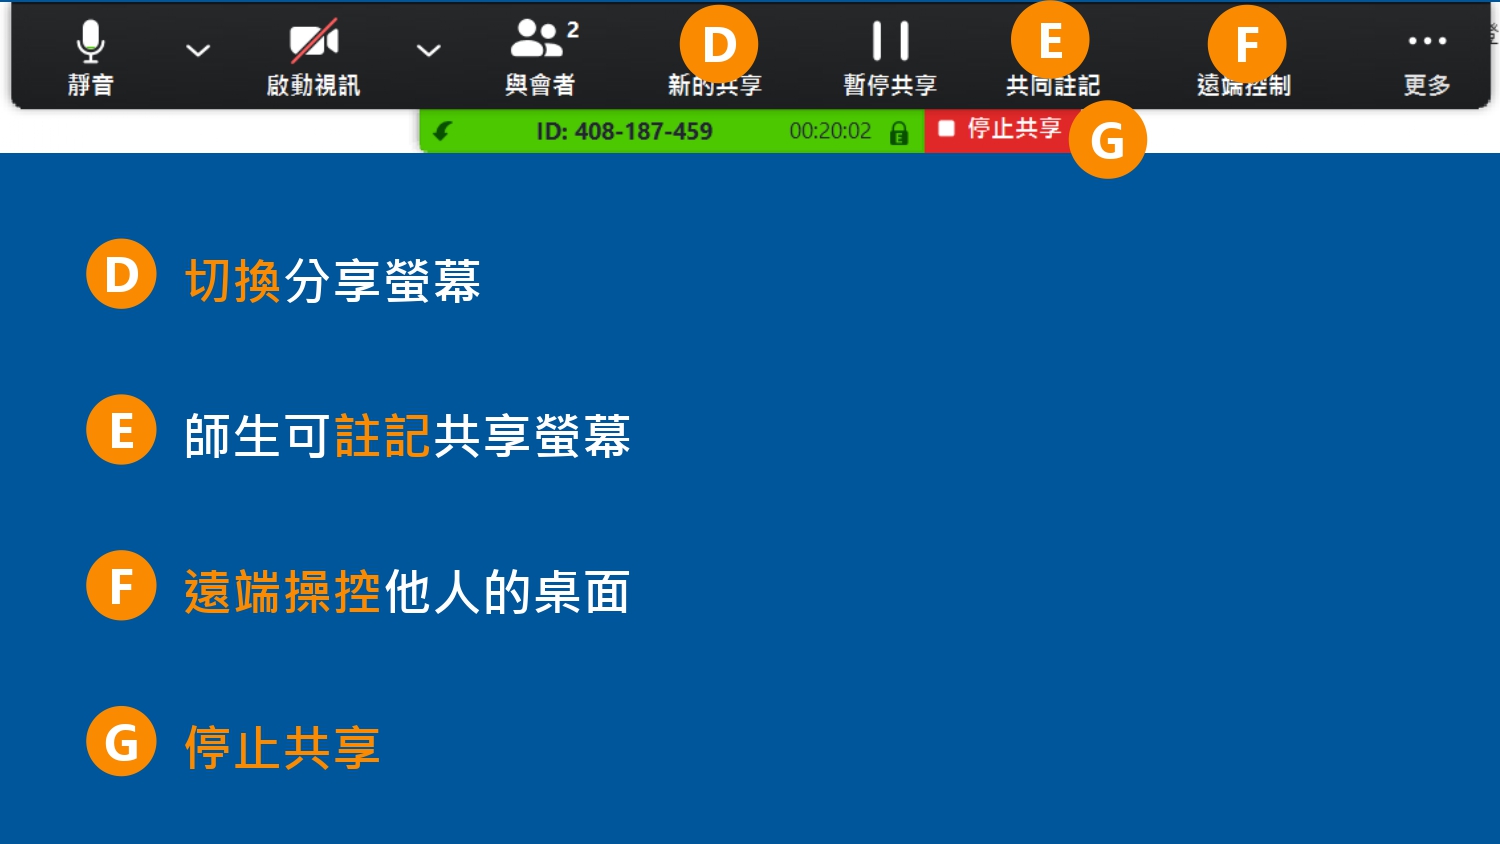 2
D
E
F
靜音
啟動視訊
與會者
新的共享
暫停共享
共同註記
遠端控制
更多
ID: 408-187-459
00:20:02
E
停止共享
G
D 切換分享螢幕
E 師生可註記共享螢幕
F 遠端操控他人的桌面
G 停止共享